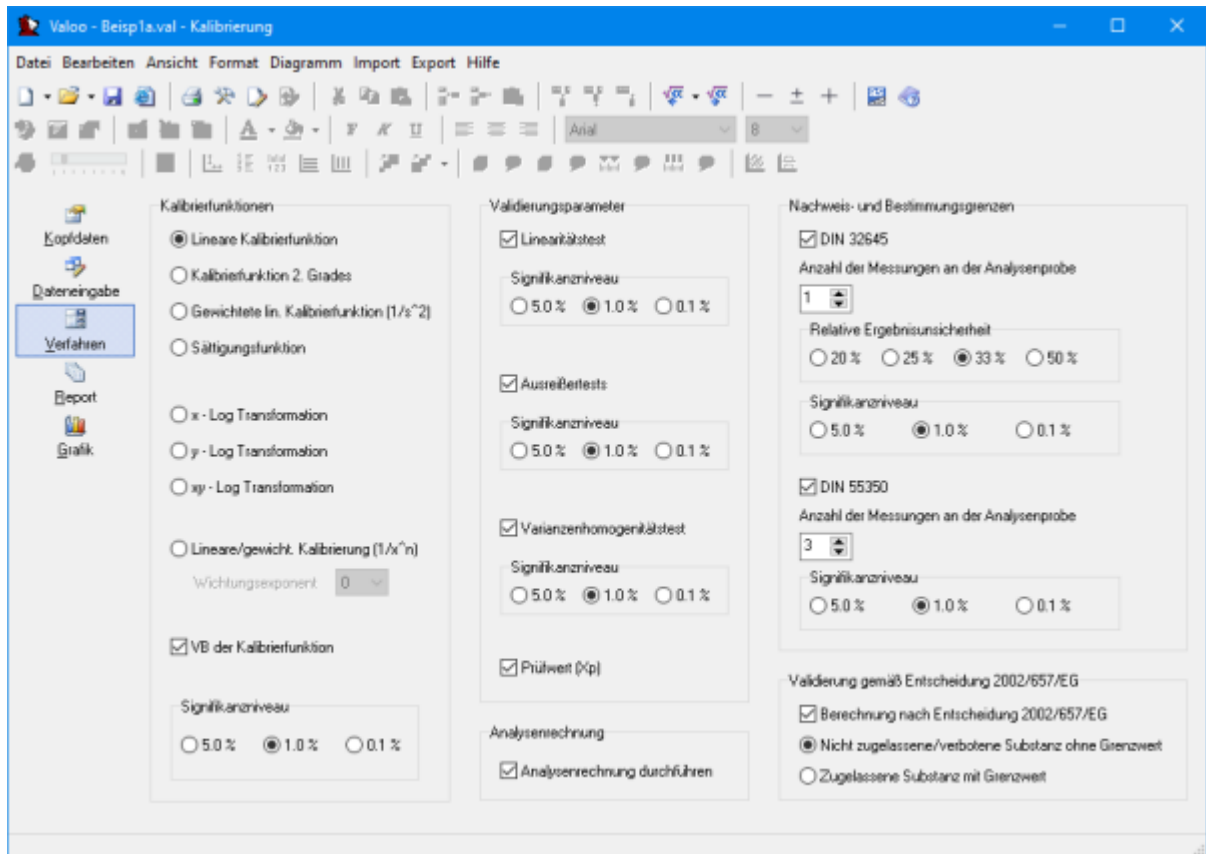 Valoo - Beisp1a.val - Kalibrierung
Datei Bearbeiten Ansicht Format Diagramm Import Export Hilfe
F K U Arial 8
Kopfdaten
Dateneingabe
Verfahren
Report
Grafik
Kalibrierfunktionen
Lineare Kalibrierfunktion
Kalibrierfunktion 2. Grades
Gewichtete lin. Kalibrierfunktion (1/s^2)
Sättigungsfunktion
x - Log Transformation
y - Log Transformation
xy - Log Transformation
Lineare/gewicht. Kalibrierung (1/x^n)
Wichtungsexponent 0
VB der Kalibrierfunktion
Signifikanzniveau
5.0 % 1.0 % 0.1 %
Validierungsparameter
Linearitätstest
Signifikanzniveau
5.0 % 1.0 % 0.1 %
Ausreißertests
Signifikanzniveau
5.0 % 1.0 % 0.1 %
Varianzenhomogenitätstest
Signifikanzniveau
5.0 % 1.0 % 0.1 %
Prüfwert (Xp)
Analysenrechnung
Analysenrechnung durchführen
Nachweis- und Bestimmungsgrenzen
DIN 32645
Anzahl der Messungen an der Analysenprobe
1
Relative Ergebnisunsicherheit
20 % 25 % 33 % 50 %
Signifikanzniveau
5.0 % 1.0 % 0.1 %
DIN 55350
Anzahl der Messungen an der Analysenprobe
3
Signifikanzniveau
5.0 % 1.0 % 0.1 %
Validierung gemäß Entscheidung 2002/657/EG
Berechnung nach Entscheidung 2002/657/EG
Nicht zugelassene/verbotene Substanz ohne Grenzwert
Zugelassene Substanz mit Grenzwert